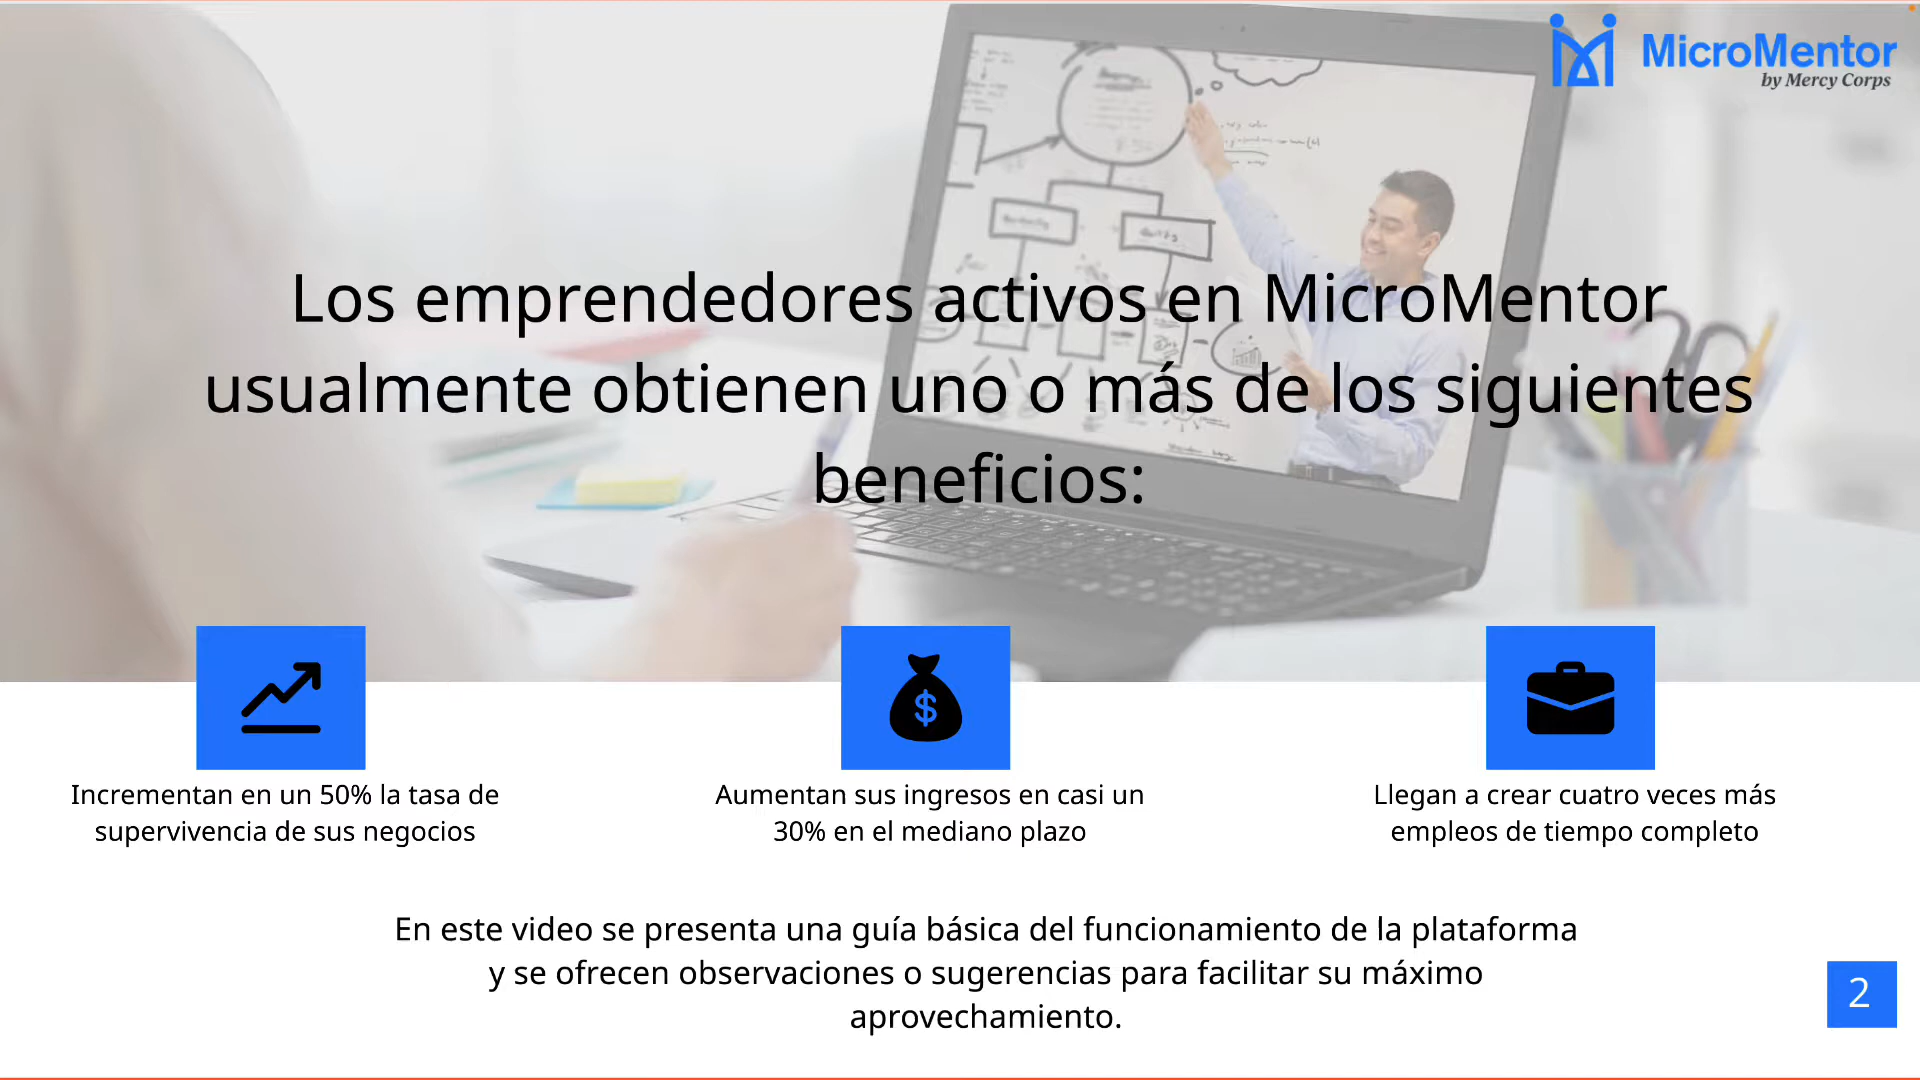 MicroMentor
by Mercy Corps
Los emprendedores activos en MicroMentor
usualmente obtienen uno o más de los siguientes
beneficios:
$
Incrementan en un 50% la tasa de
supervivencia de sus negocios
Aumentan sus ingresos en casi un
30% en el mediano plazo
Llegan a crear cuatro veces más
empleos de tiempo completo
En este video se presenta una guía básica del funcionamiento de la plataforma
y se ofrecen observaciones o sugerencias para facilitar su máximo
aprovechamiento.
2